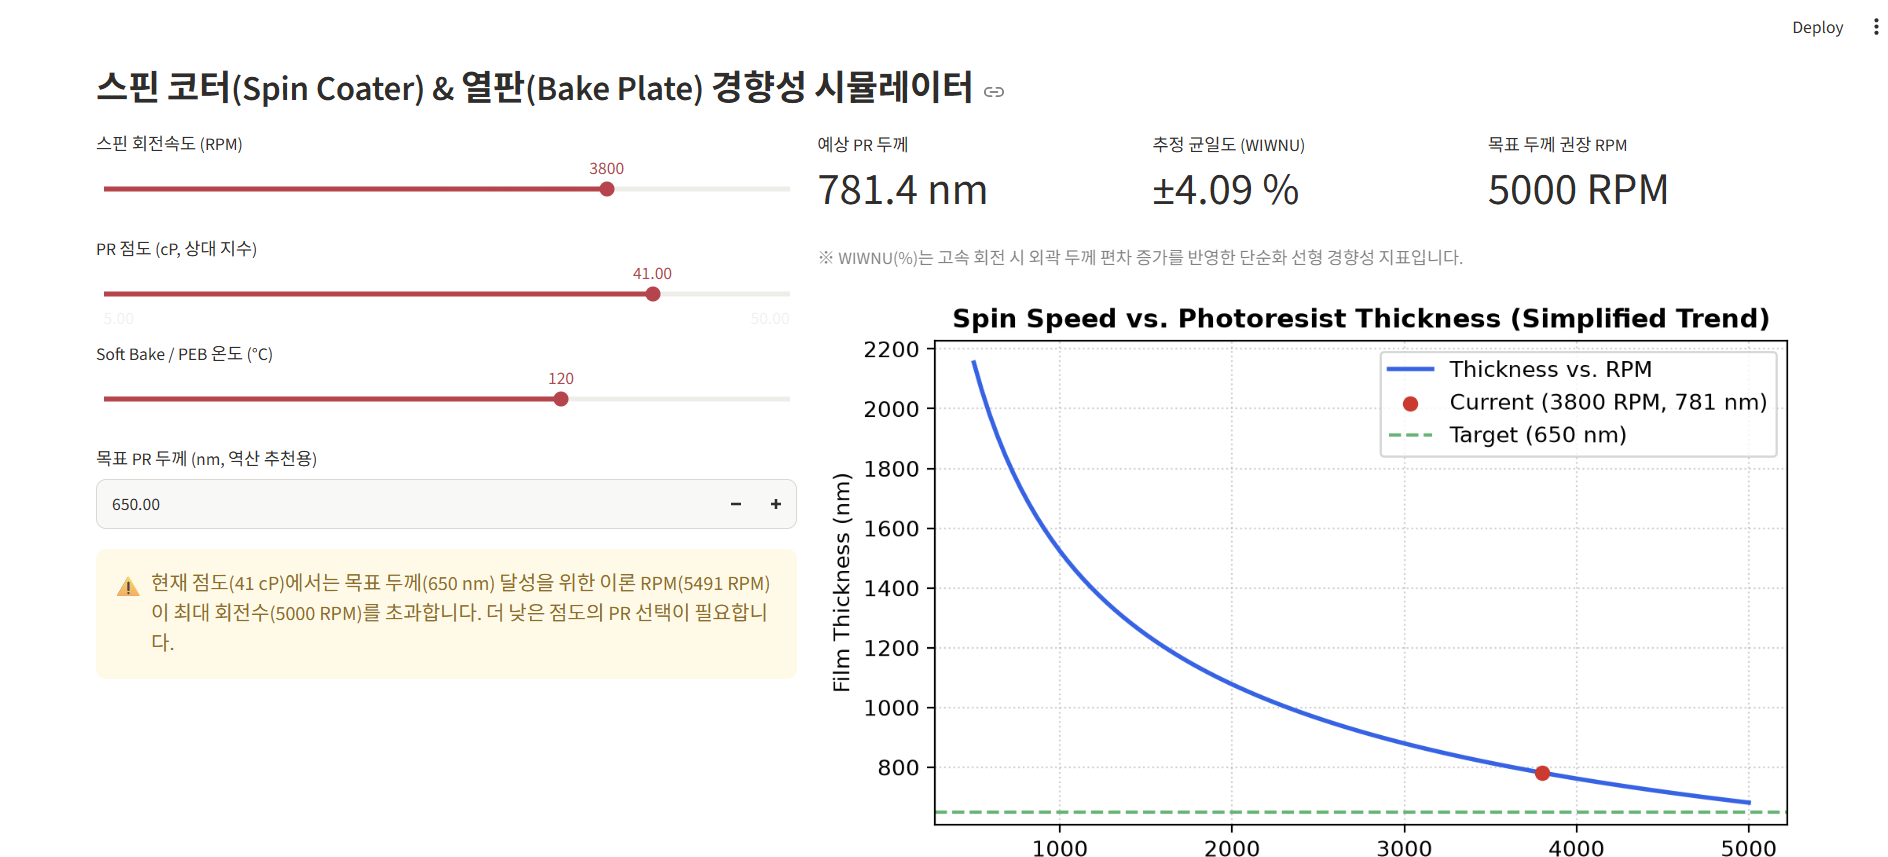 Deploy
스핀 코터(Spin Coater) & 열판(Bake Plate) 경향성 시뮬레이터
스핀 회전속도 (RPM)
3800
PR 점도 (cP, 상대 지수)
41.00
5.00
50.00
Soft Bake / PEB 온도 (°C)
120
목표 PR 두께 (nm, 역산 추천용)
650.00
현재 점도(41 cP)에서는 목표 두께(650 nm) 달성을 위한 이론 RPM(5491 RPM)
이 최대 회전수(5000 RPM)를 초과합니다. 더 낮은 점도의 PR 선택이 필요합니
다.
예상 PR 두께
781.4 nm
추정 균일도 (WIWNU)
±4.09 %
목표 두께 권장 RPM
5000 RPM
※ WIWNU(%)는 고속 회전 시 외곽 두께 편차 증가를 반영한 단순화 선형 경향성 지표입니다.
Spin Speed vs. Photoresist Thickness (Simplified Trend)
Thickness vs. RPM
Current (3800 RPM, 781 nm)
Target (650 nm)
Film Thickness (nm)
2200
2000
1800
1600
1400
1200
1000
800
1000
2000
3000
4000
5000